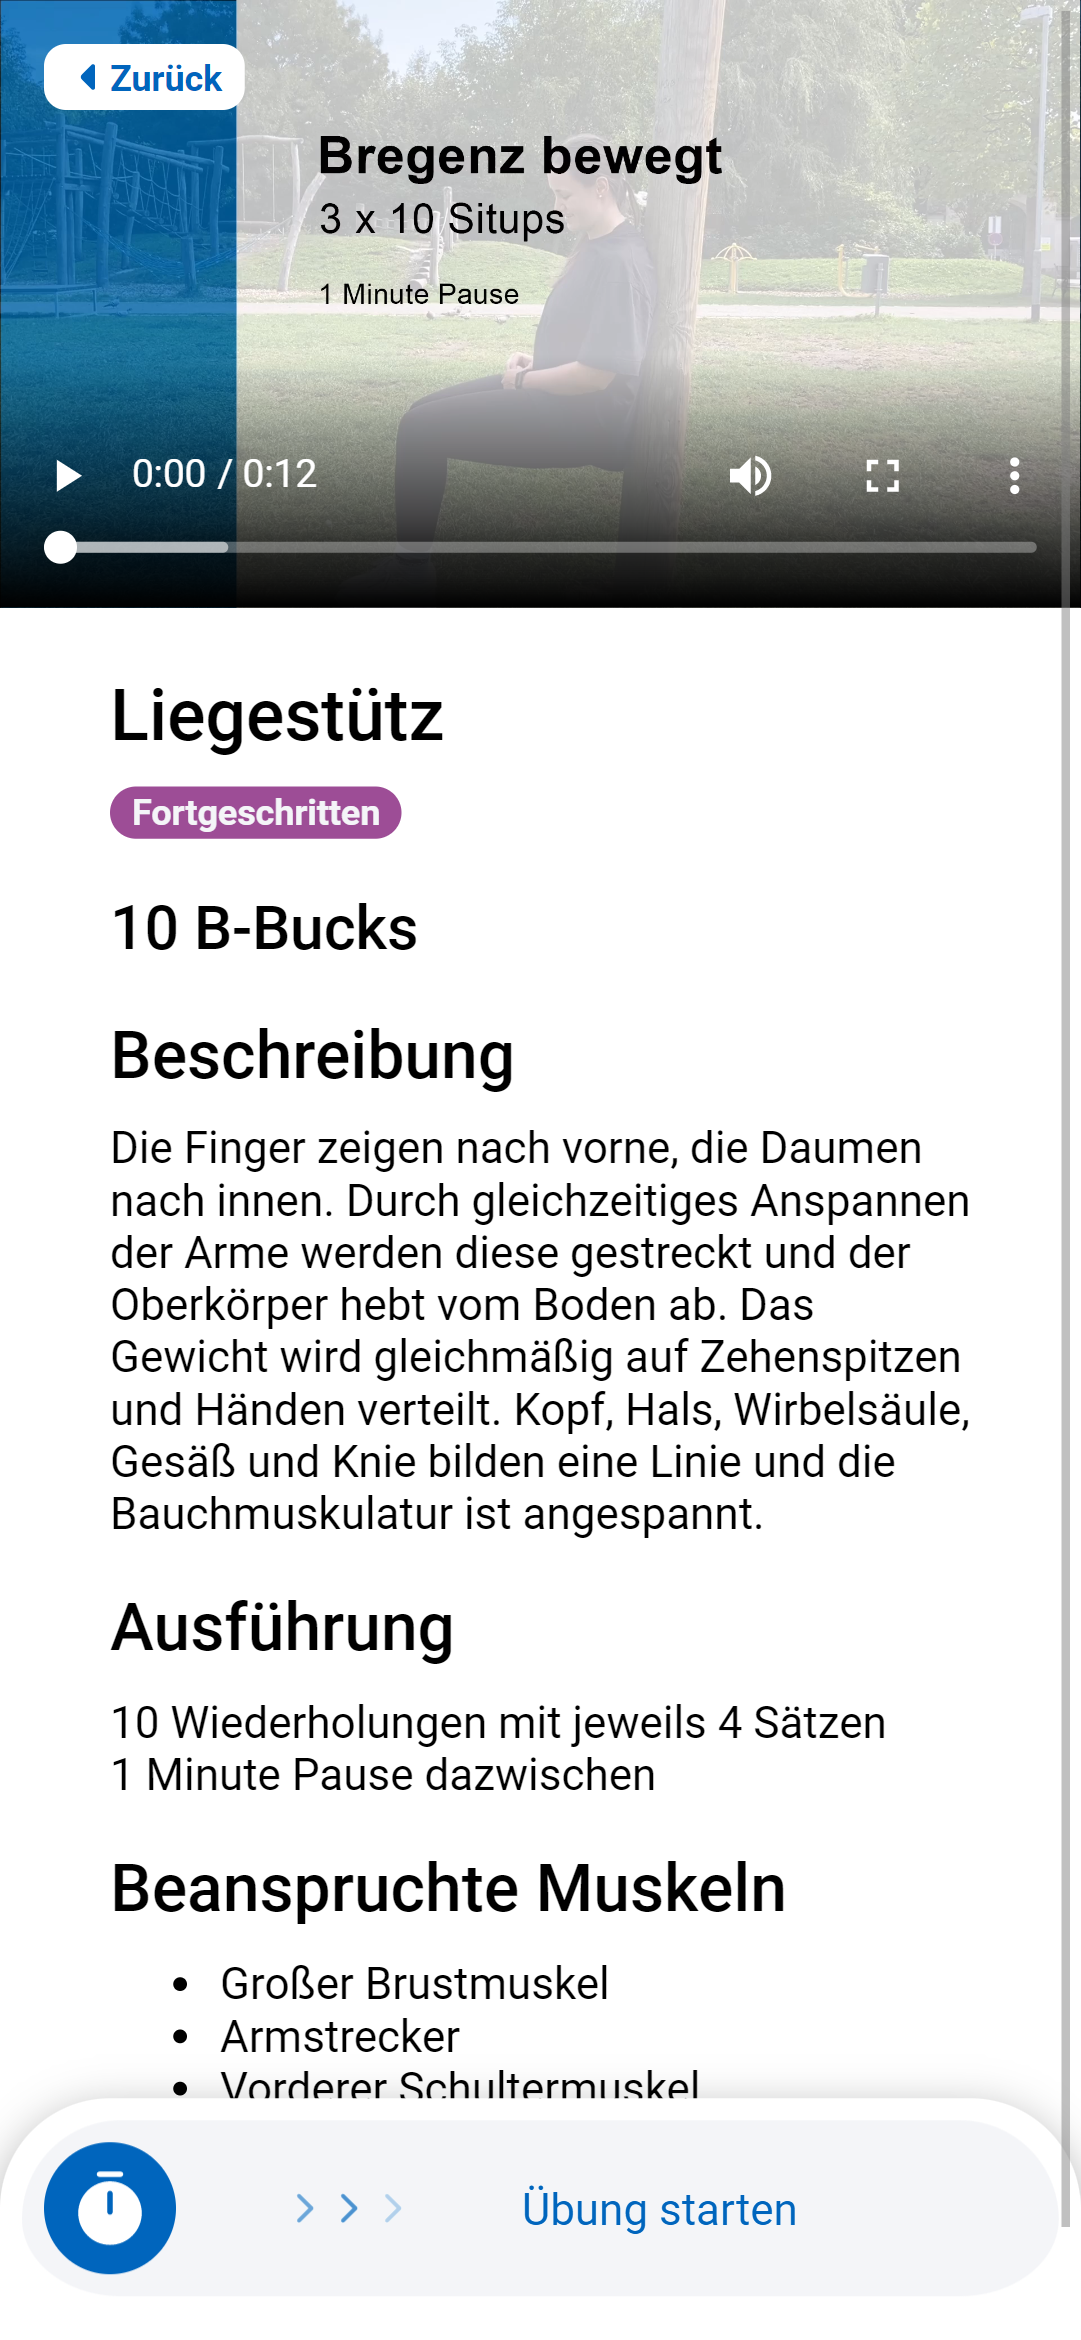 Zurück
Bregenz bewegt
3 x 10 Situps
1 Minute Pause
0:00 / 0:12
Liegestütz
Fortgeschritten
10 B-Bucks
Beschreibung
Die Finger zeigen nach vorne, die Daumen
nach innen. Durch gleichzeitiges Anspannen
der Arme werden diese gestreckt und der
Oberkörper hebt vom Boden ab. Das
Gewicht wird gleichmäßig auf Zehenspitzen
und Händen verteilt. Kopf, Hals, Wirbelsäule,
Gesäß und Knie bilden eine Linie und die
Bauchmuskulatur ist angespannt.
Ausführung
10 Wiederholungen mit jeweils 4 Sätzen
1 Minute Pause dazwischen
Beanspruchte Muskeln
• Großer Brustmuskel
• Armstrecker
• Vorderer Schultermuskel
Übung starten